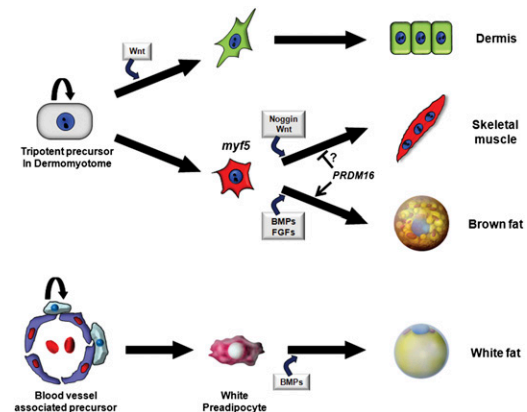 Wnt
Dermis
Tripotent precursor
In Dermomyotome
myf5
Noggin
Wnt
?
PRDM16
Skeletal
muscle
BMPs
FGFs
Brown fat
Blood vessel
associated precursor
White
Preadipocyte
BMPs
White fat